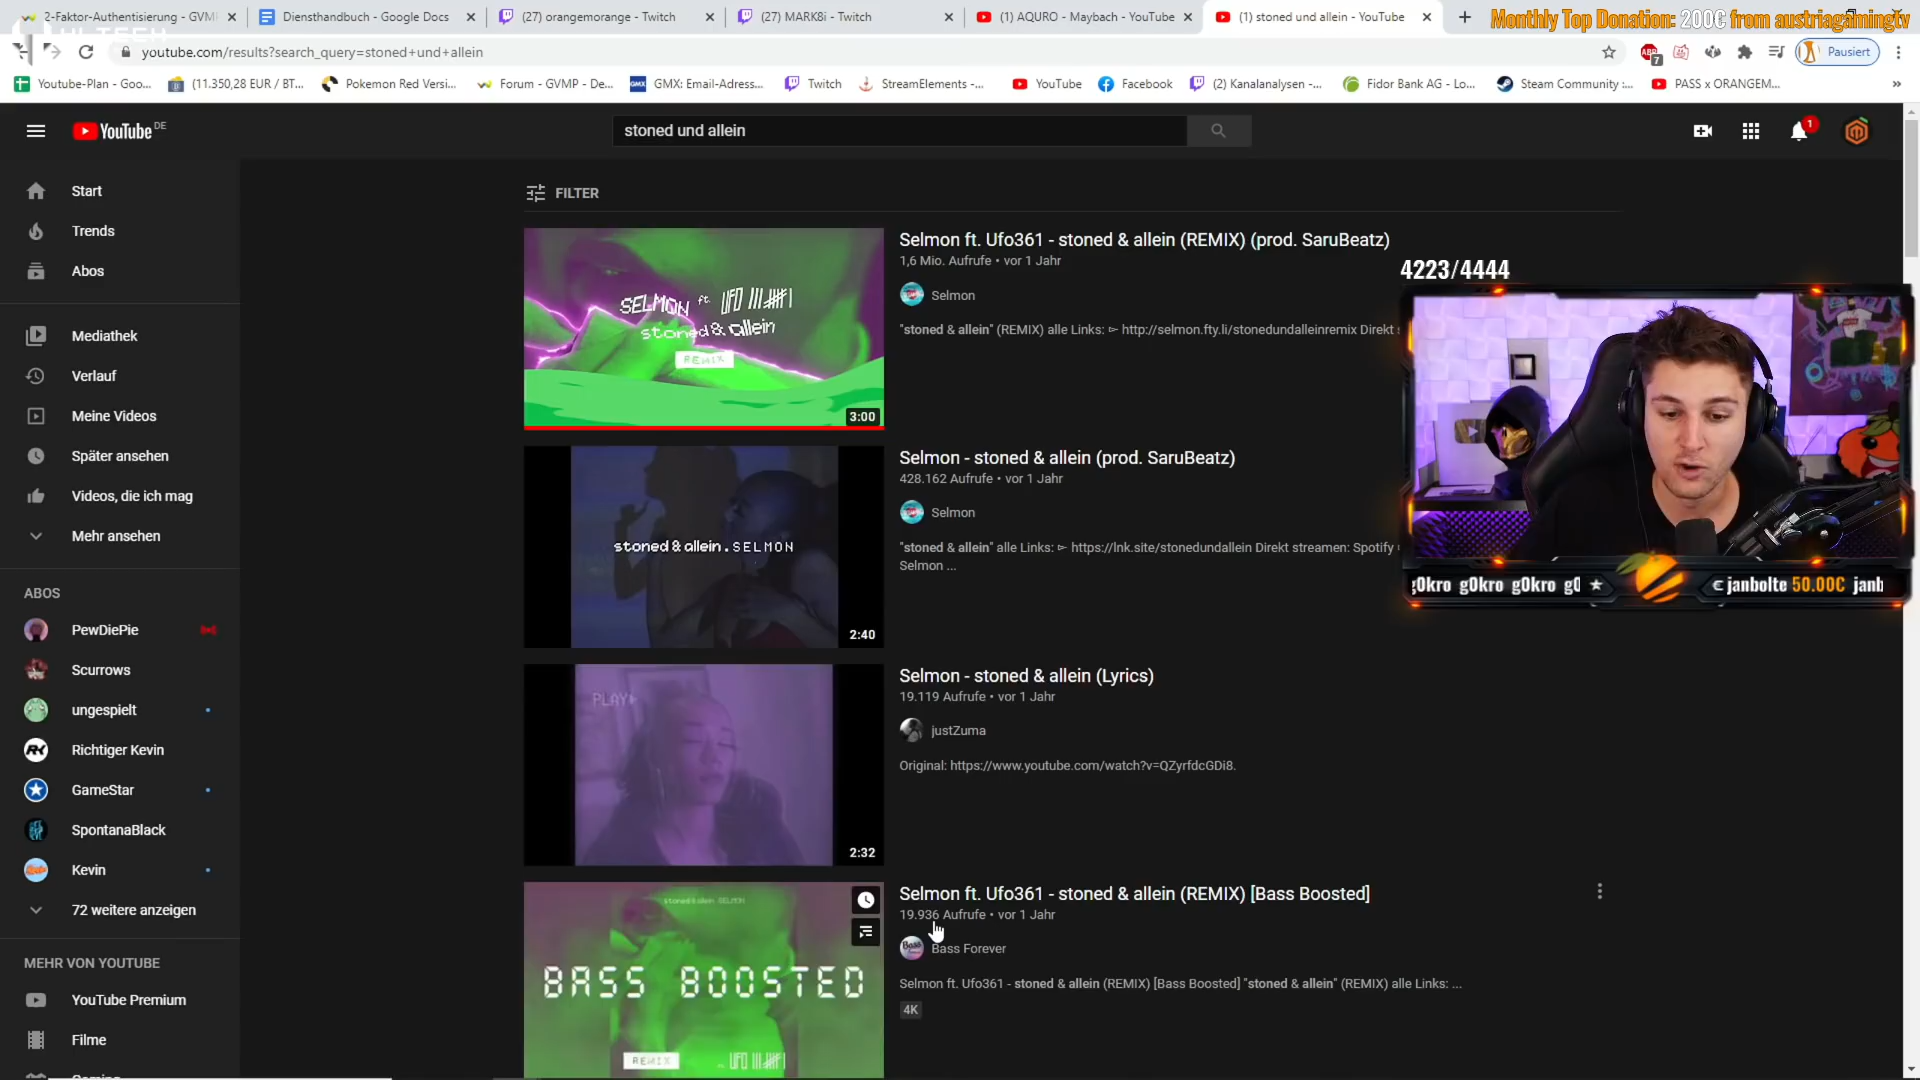 2-Faktor-Authentisierung - GVMP
Diensthandbuch - Google Docs
(27) orangemorange - Twitch
(27) MARK8i - Twitch
(1) AQURO - Maybach - YouTube
(1) stoned und allein - YouTube
Monthly Top Donation: 200€ from austriagamingtv
youtube.com/results?search_query=stoned+und+allein
7
Pausiert
Youtube-Plan - Goo...
(11.350,28 EUR / BT...
Pokemon Red Versi...
Forum - GVMP - De...
GMX: Email-Adress...
Twitch
StreamElements -...
YouTube
Facebook
(2) Kanalanalysen -...
Fidor Bank AG - Lo...
Steam Community :...
PASS x ORANGEM...
YouTube DE
stoned und allein
1
Start
Trends
Abos
Mediathek
Verlauf
Meine Videos
Später ansehen
Videos, die ich mag
Mehr ansehen
ABOS
PewDiePie
Scurrows
ungespielt
Richtiger Kevin
GameStar
SpontanaBlack
Kevin
72 weitere anzeigen
MEHR VON YOUTUBE
YouTube Premium
Filme
FILTER
SELMON ft. UFO
stoned & allein
REMIX
3:00
Selmon ft. Ufo361 - stoned & allein (REMIX) (prod. SaruBeatz)
1,6 Mio. Aufrufe • vor 1 Jahr
Selmon
"stoned & allein" (REMIX) alle Links: ► http://selmon.fty.li/stonedundalleinremix Direkt
stoned & allein . SELMON
2:40
Selmon - stoned & allein (prod. SaruBeatz)
428.162 Aufrufe • vor 1 Jahr
Selmon
"stoned & allein" alle Links: ► https://lnk.site/stonedundallein Direkt streamen: Spotify
Selmon ...
PLAY
2:32
Selmon - stoned & allein (Lyrics)
19.119 Aufrufe • vor 1 Jahr
justZuma
Original: https://www.youtube.com/watch?v=QZyrfdcGDi8.
stoned & allein .SELMON
BASS BOOSTED
REMIX
UFO
Selmon ft. Ufo361 - stoned & allein (REMIX) [Bass Boosted]
19.936 Aufrufe • vor 1 Jahr
Bass Forever
Selmon ft. Ufo361 - stoned & allein (REMIX) [Bass Boosted] "stoned & allein" (REMIX) alle Links: ...
4K
4223/4444
g0kro g0kro g0kro g0
janbolte 50.00€ janb